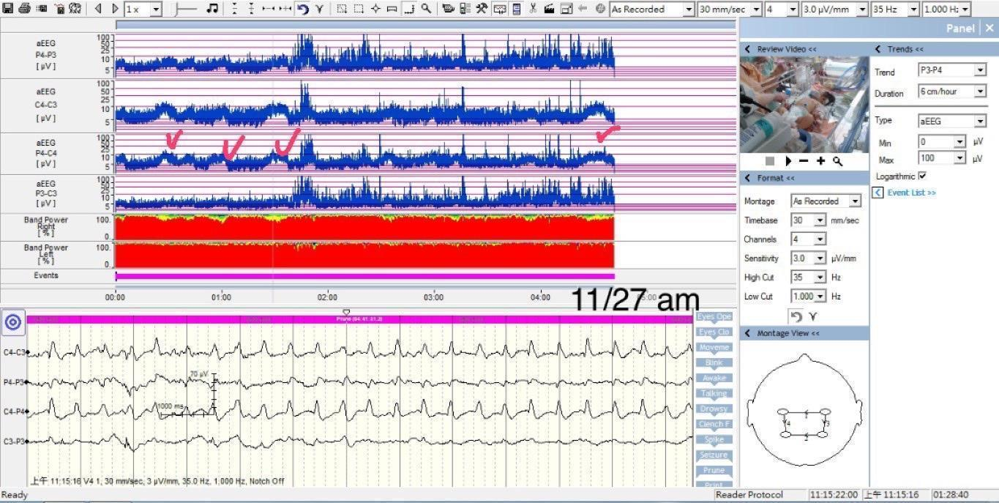 1 x
As Recorded
30 mm/sec
4
3.0 µV/mm
35 Hz
1.000 Hz
aEEG
P4-P3
[ µV ]
100
50
25
10
5
aEEG
C4-C3
[ µV ]
100
50
25
10
5
aEEG
P4-C4
[ µV ]
100
50
25
10
5
aEEG
P3-C3
[ µV ]
100
50
25
10
5
Band Power
Right
[ % ]
100.
0.
Band Power
Left
[ % ]
100.
0.
Events
00:00
01:00
02:00
03:00
04:00
05:00
11/27 am
Prune (04:41:31.2)
C4-C3
P4-P3
C4-P4
C3-P3
70 µV
1000 ms
上午 11:15:16 V4 1, 30 mm/sec, 3 µV/mm, 35.0 Hz, 1,000 Hz, Notch Off
Eyes Ope
Eyes Clo
Moveme
Blink
Awake
Talking
Drowsy
Clench F
Spike
Seizure
Prune
Print
Panel
Review Video <<
Format <<
Montage
As Recorded
Timebase
30
mm/sec
Channels
4
Sensitivity
3.0
µV/mm
High Cut
35
Hz
Low Cut
1.000
Hz
Montage View <<
1
4
3
2
Trends <<
Trend
P3-P4
Duration
6 cm/hour
Type
aEEG
Min
0
µV
Max
100
µV
Logarithmic
Event List >>
Ready
Reader Protocol
11:15:22:00
上午 11:15:16
01:28:40